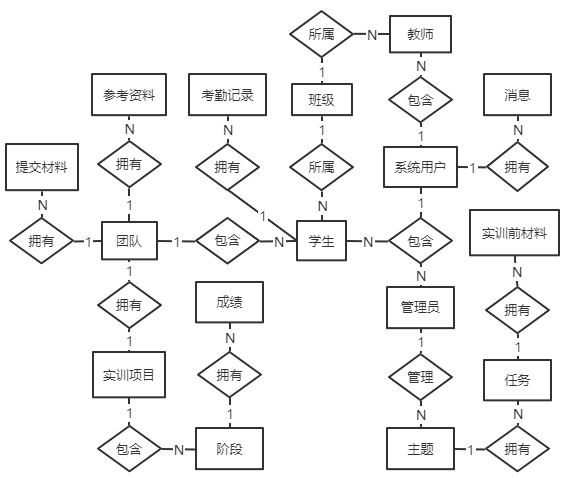 所属
N
教师
1
N
参考资料
考勤记录
班级
包含
消息
N
N
1
1
N
提交材料
拥有
拥有
所属
系统用户
1
拥有
N
1
1
N
1
实训前材料
拥有
1
团队
1
包含
N
学生
N
包含
1
N
N
拥有
成绩
管理员
拥有
1
N
1
1
实训项目
拥有
管理
任务
1
1
N
N
包含
N
阶段
主题
1
拥有